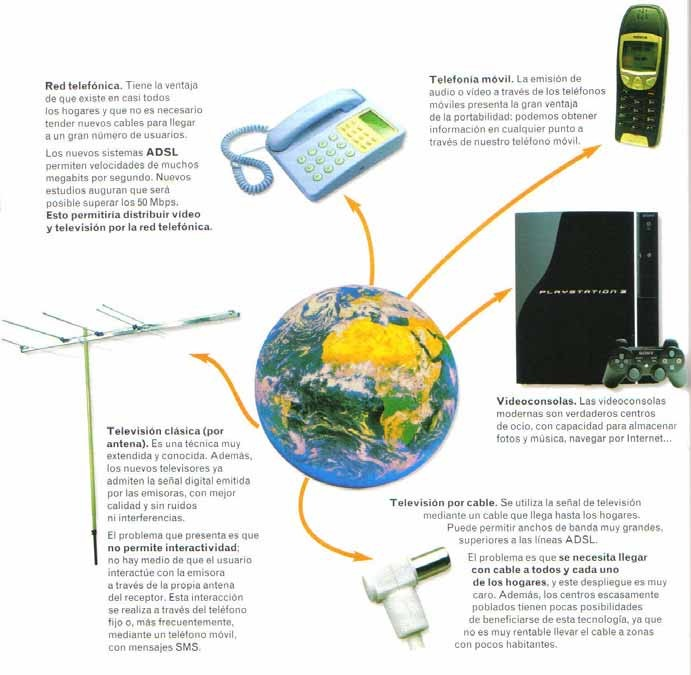 Red telefónica. Tiene la ventaja
de que existe en casi todos
los hogares y que no es necesario
tender nuevos cables para llegar
a un gran número de usuarios.
Los nuevos sistemas ADSL
permiten velocidades de muchos
megabits por segundo. Nuevos
estudios auguran que será
posible superar los 50 Mbps.
Esto permitiría distribuir vídeo
y televisión por la red telefónica.
Telefonía móvil. La emisión de
audio o vídeo a través de los teléfonos
móviles presenta la gran ventaja
de la portabilidad: podemos obtener
información en cualquier punto a
través de nuestro teléfono móvil.
NOKIA
SONY
PLAYSTATION 3
SONY
Videoconsolas. Las videoconsolas
modernas son verdaderos centros
de ocio, con capacidad para almacenar
fotos y música, navegar por Internet...
Televisión clásica (por
antena). Es una técnica muy
extendida y conocida. Además,
los nuevos televisores ya
admiten la señal digital emitida
por las emisoras, con mejor
calidad y sin ruidos
ni interferencias.
El problema que presenta es que
no permite interactividad;
no hay medio de que el usuario
interactúe con la emisora
a través de la propia antena
del receptor. Esta interacción
se realiza a través del teléfono
fijo o, más frecuentemente,
mediante un teléfono móvil,
con mensajes SMS.
Televisión por cable. Se utiliza la señal de televisión
mediante un cable que llega hasta los hogares.
Puede permitir anchos de banda muy grandes,
superiores a las líneas ADSL.
El problema es que se necesita llegar
con cable a todos y cada uno
de los hogares, y este despliegue es muy
caro. Además, los centros escasamente
poblados tienen pocas posibilidades
de beneficiarse de esta tecnología, ya que
no es muy rentable llevar el cable a zonas
con pocos habitantes.